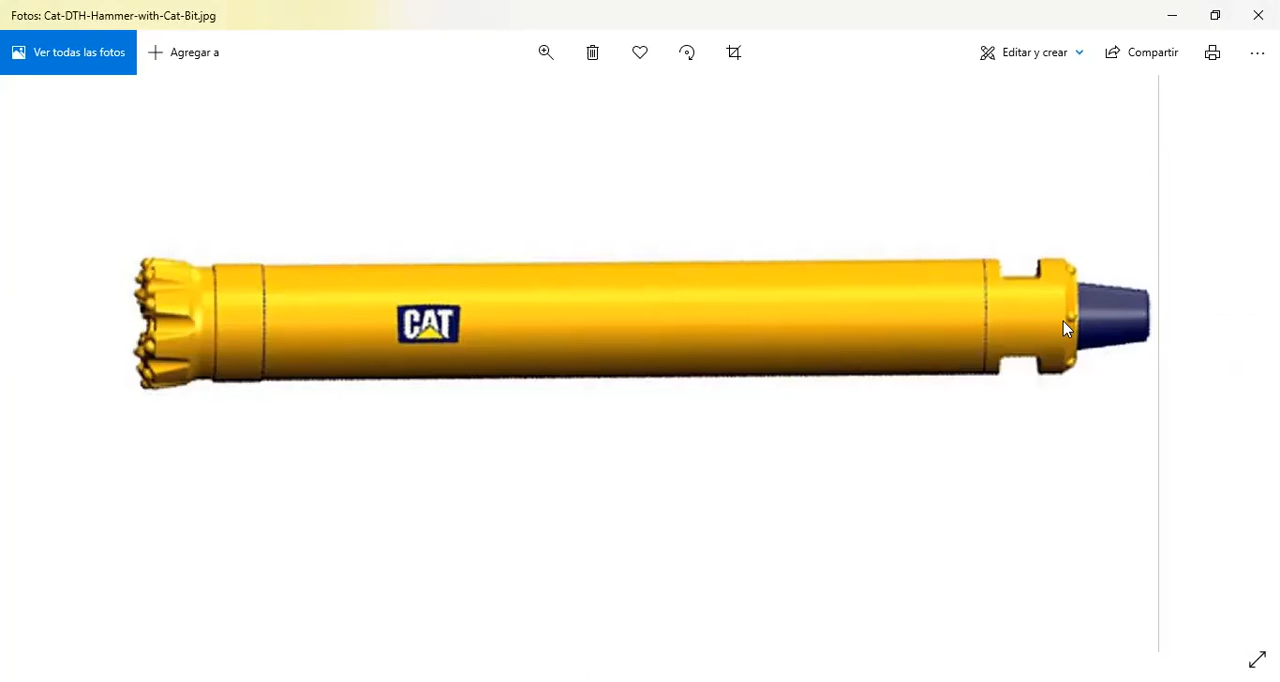 Fotos: Cat-DTH-Hammer-with-Cat-Bit.jpg
Ver todas las fotos
Agregar a
Editar y crear
Compartir
CAT